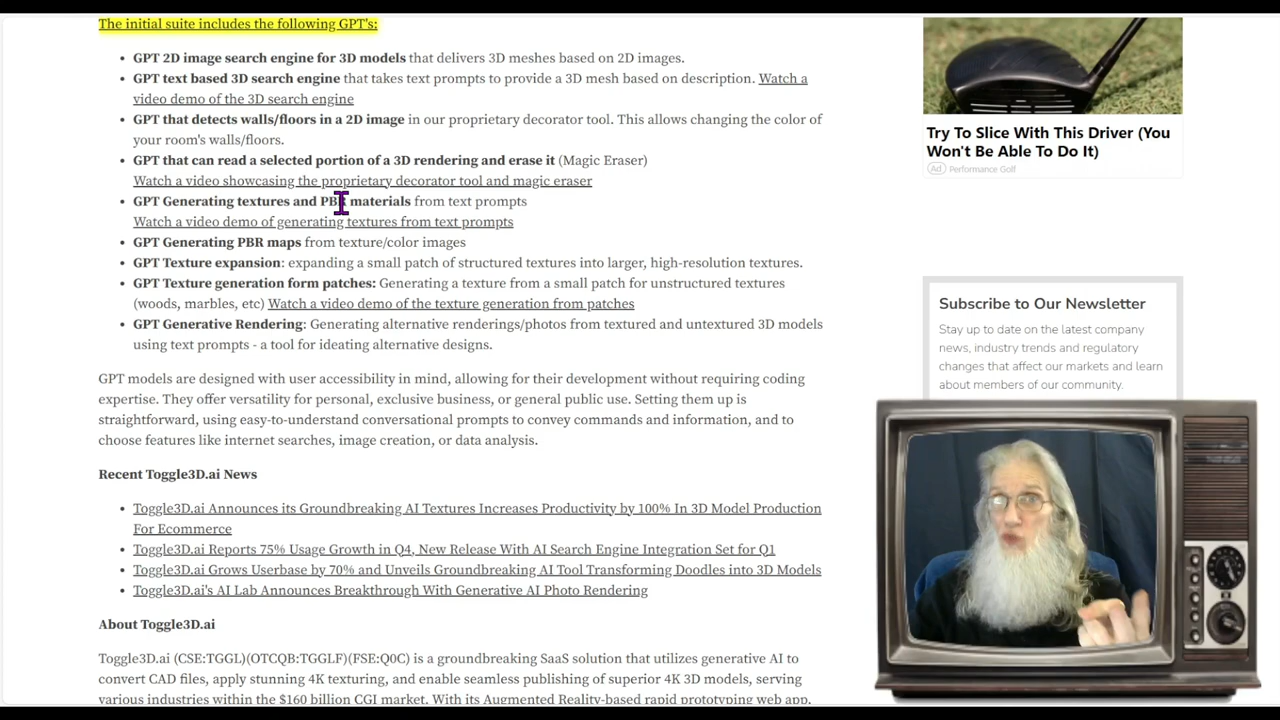 The initial suite includes the following GPT's:
• GPT 2D image search engine for 3D models that delivers 3D meshes based on 2D images.
• GPT text based 3D search engine that takes text prompts to provide a 3D mesh based on description. Watch a
video demo of the 3D search engine
• GPT that detects walls/floors in a 2D image in our proprietary decorator tool. This allows changing the color of
your room's walls/floors.
• GPT that can read a selected portion of a 3D rendering and erase it (Magic Eraser)
Watch a video showcasing the proprietary decorator tool and magic eraser
• GPT Generating textures and PBR materials from text prompts
Watch a video demo of generating textures from text prompts
• GPT Generating PBR maps from texture/color images
• GPT Texture expansion: expanding a small patch of structured textures into larger, high-resolution textures.
• GPT Texture generation form patches: Generating a texture from a small patch for unstructured textures
(woods, marbles, etc) Watch a video demo of the texture generation from patches
• GPT Generative Rendering: Generating alternative renderings/photos from textured and untextured 3D models
using text prompts - a tool for ideating alternative designs.
GPT models are designed with user accessibility in mind, allowing for their development without requiring coding
expertise. They offer versatility for personal, exclusive business, or general public use. Setting them up is
straightforward, using easy-to-understand conversational prompts to convey commands and information, and to
choose features like internet searches, image creation, or data analysis.
Recent Toggle3D.ai News
• Toggle3D.ai Announces its Groundbreaking AI Textures Increases Productivity by 100% In 3D Model Production
For Ecommerce
• Toggle3D.ai Reports 75% Usage Growth in Q4, New Release With AI Search Engine Integration Set for Q1
• Toggle3D.ai Grows Userbase by 70% and Unveils Groundbreaking AI Tool Transforming Doodles into 3D Models
• Toggle3D.ai's AI Lab Announces Breakthrough With Generative AI Photo Rendering
About Toggle3D.ai
Toggle3D.ai (CSE:TGGL)(OTCQB:TGGLF)(FSE:Q0C) is a groundbreaking SaaS solution that utilizes generative AI to
convert CAD files, apply stunning 4K texturing, and enable seamless publishing of superior 4K 3D models, serving
various industries within the $160 billion CGI market. With its Augmented Reality-based rapid prototyping web app,
Try To Slice With This Driver (You
Won't Be Able To Do It)
Ad Performance Golf
Subscribe to Our Newsletter
Stay up to date on the latest company
news, industry trends and regulatory
changes that affect our markets and learn
about members of our community.